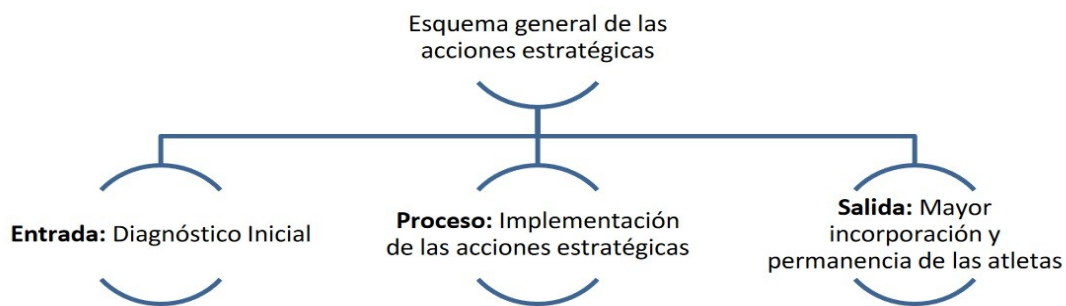 Esquema general de las
acciones estratégicas
Entrada: Diagnóstico Inicial
Proceso: Implementación
de las acciones estratégicas
Salida: Mayor
incorporación y
permanencia de las atletas